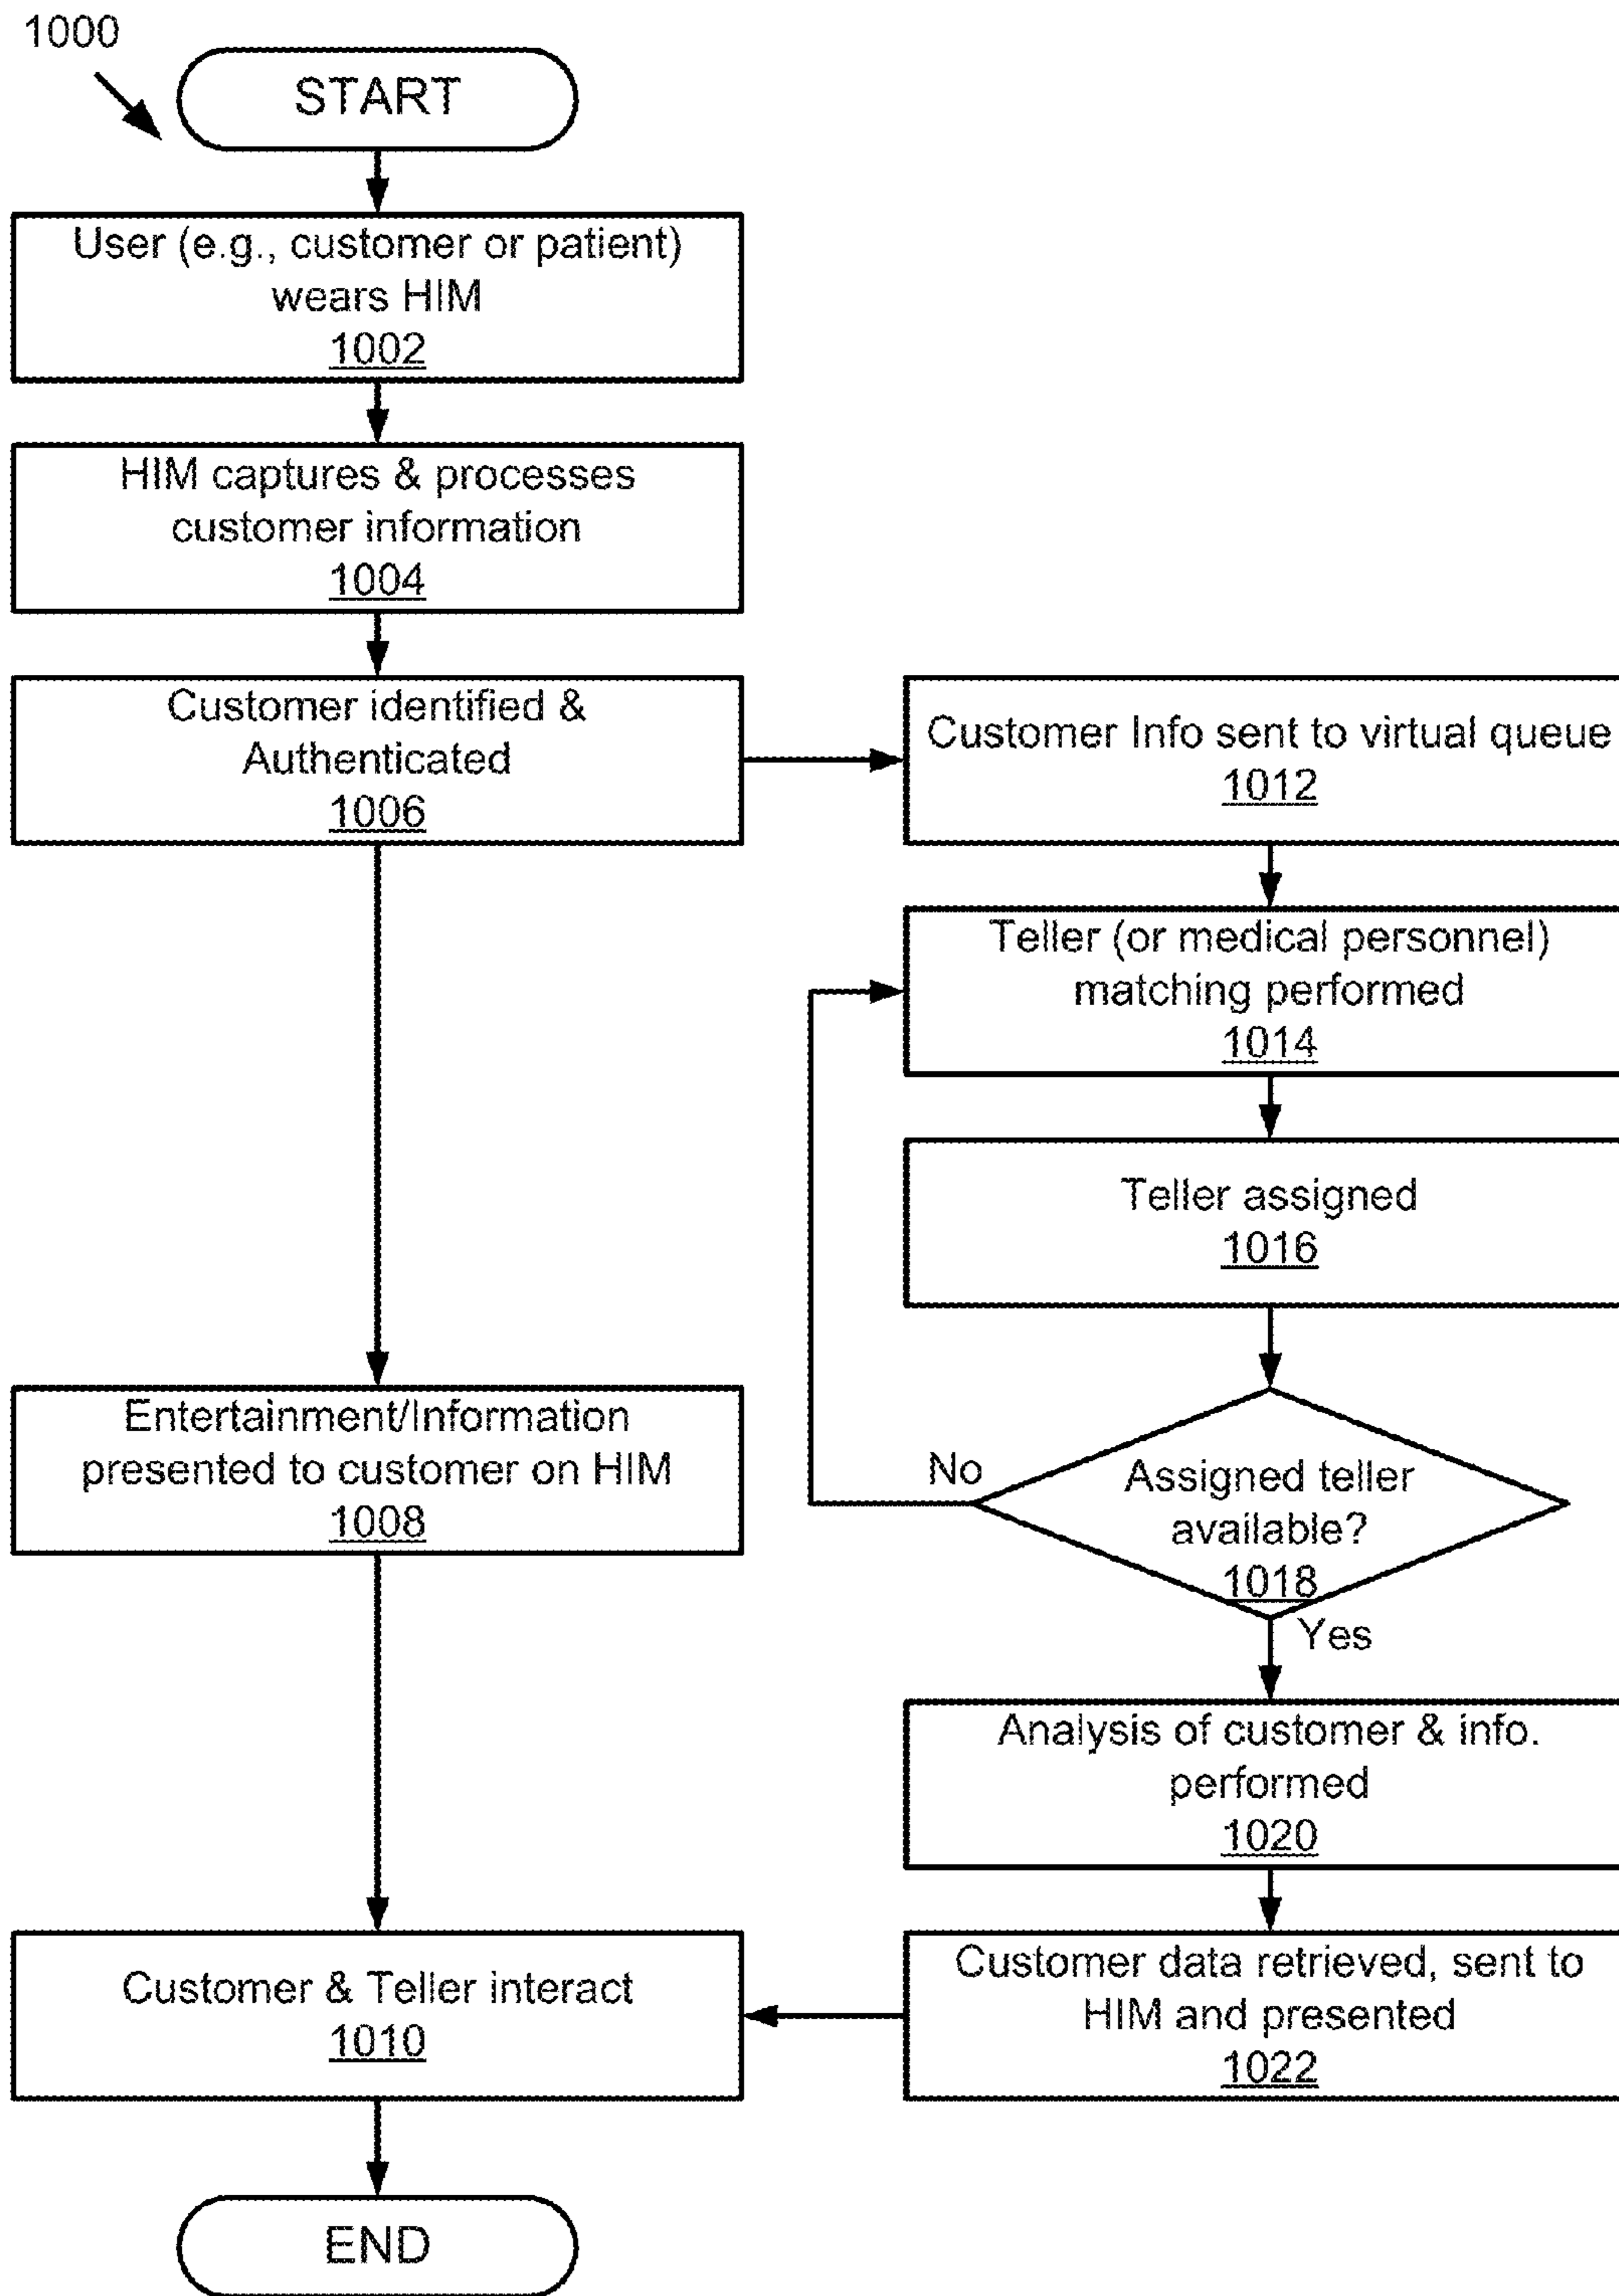 1000
START
User (e.g., customer or patient)
wears HIM
1002
HIM captures & processes
customer information
1004
Customer identified &
Authenticated
1006
Customer Info sent to virtual queue
1012
Teller (or medical personnel)
matching performed
1014
Teller assigned
1016
Entertainment/Information
presented to customer on HIM
1008
No
Assigned teller
available?
1018
Yes
Analysis of customer & info.
performed
1020
Customer & Teller interact
1010
Customer data retrieved, sent to
HIM and presented
1022
END